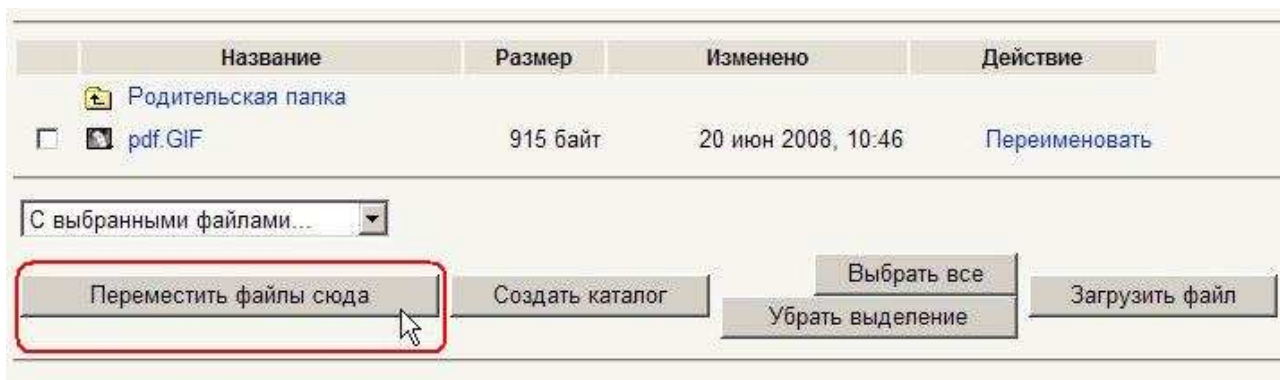 Название Размер Изменено Действие
Родительская папка
pdf.GIF 915 байт 20 июн 2008, 10:46 Переименовать
С выбранными файлами...
Переместить файлы сюда Создать каталог Выбрать все Убрать выделение Загрузить файл